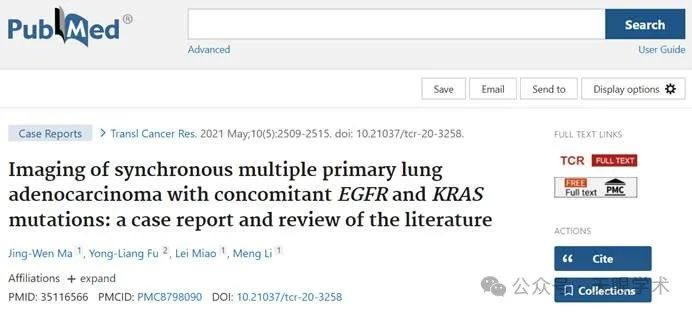 PubMed®
Search
Advanced
User Guide
Save
Email
Send to
Display options
Case Reports
Transl Cancer Res. 2021 May;10(5):2509-2515. doi: 10.21037/tcr-20-3258.
Imaging of synchronous multiple primary lung
adenocarcinoma with concomitant EGFR and KRAS
mutations: a case report and review of the literature
Jing-Wen Ma 1, Yong-Liang Fu 2, Lei Miao 1, Meng Li 1
Affiliations + expand
PMID: 35116566 PMCID: PMC8798090 DOI: 10.21037/tcr-20-3258
FULL TEXT LINKS
TCR FULL TEXT
FREE
Full text PMC
ACTIONS
Cite
Collections
公众号·天明学术